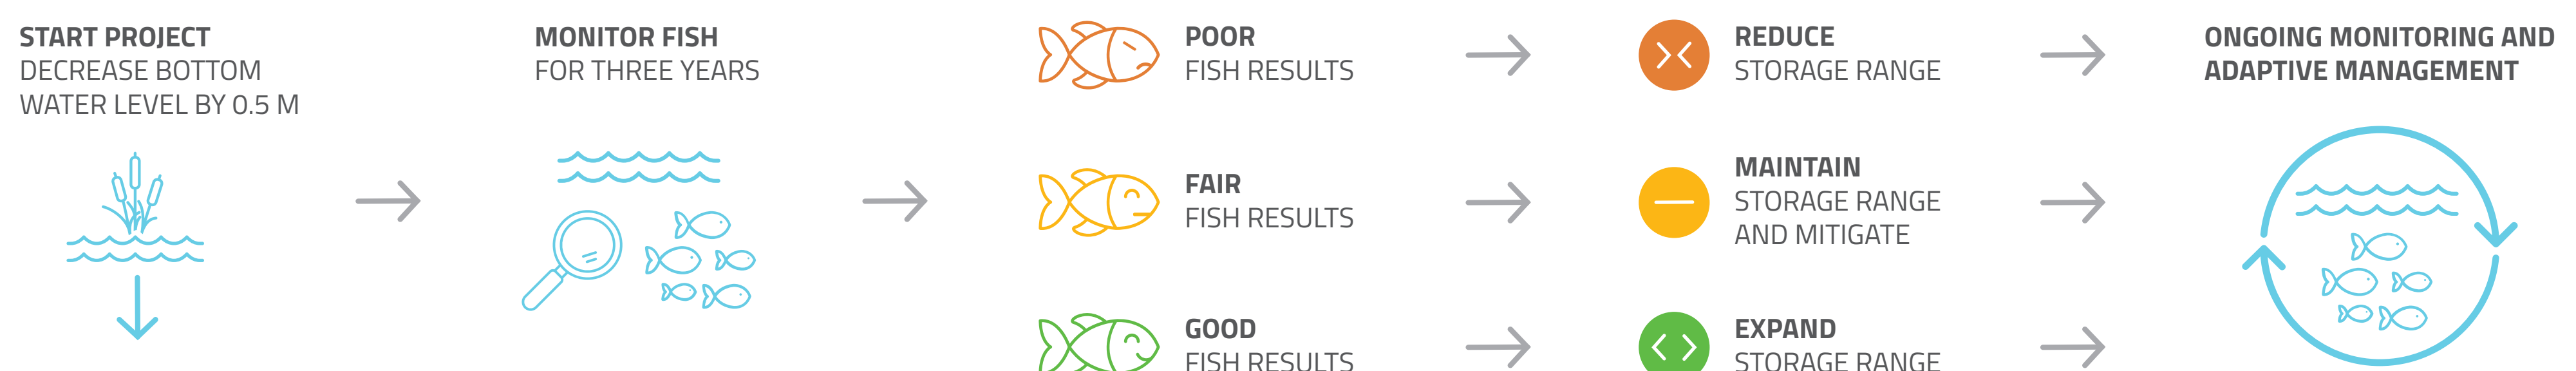 START PROJECT
DECREASE BOTTOM
WATER LEVEL BY 0.5 M
MONITOR FISH
FOR THREE YEARS
POOR
FISH RESULTS
REDUCE
STORAGE RANGE
FAIR
FISH RESULTS
MAINTAIN
STORAGE RANGE
AND MITIGATE
GOOD
FISH RESULTS
EXPAND
STORAGE RANGE
ONGOING MONITORING AND
ADAPTIVE MANAGEMENT